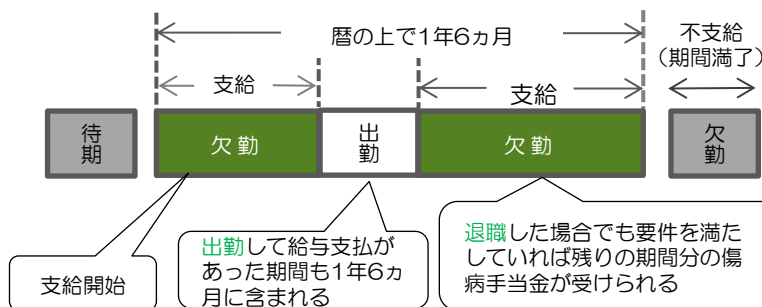 暦の上で1年6ヵ月
不支給
（期間満了）
支給
支給
待期
欠勤
出勤
欠勤
欠勤
支給開始
出勤して給与支払が
あった期間も1年6ヵ
月に含まれる
退職した場合でも要件を満た
していれば残りの期間分の傷
病手当金が受けられる